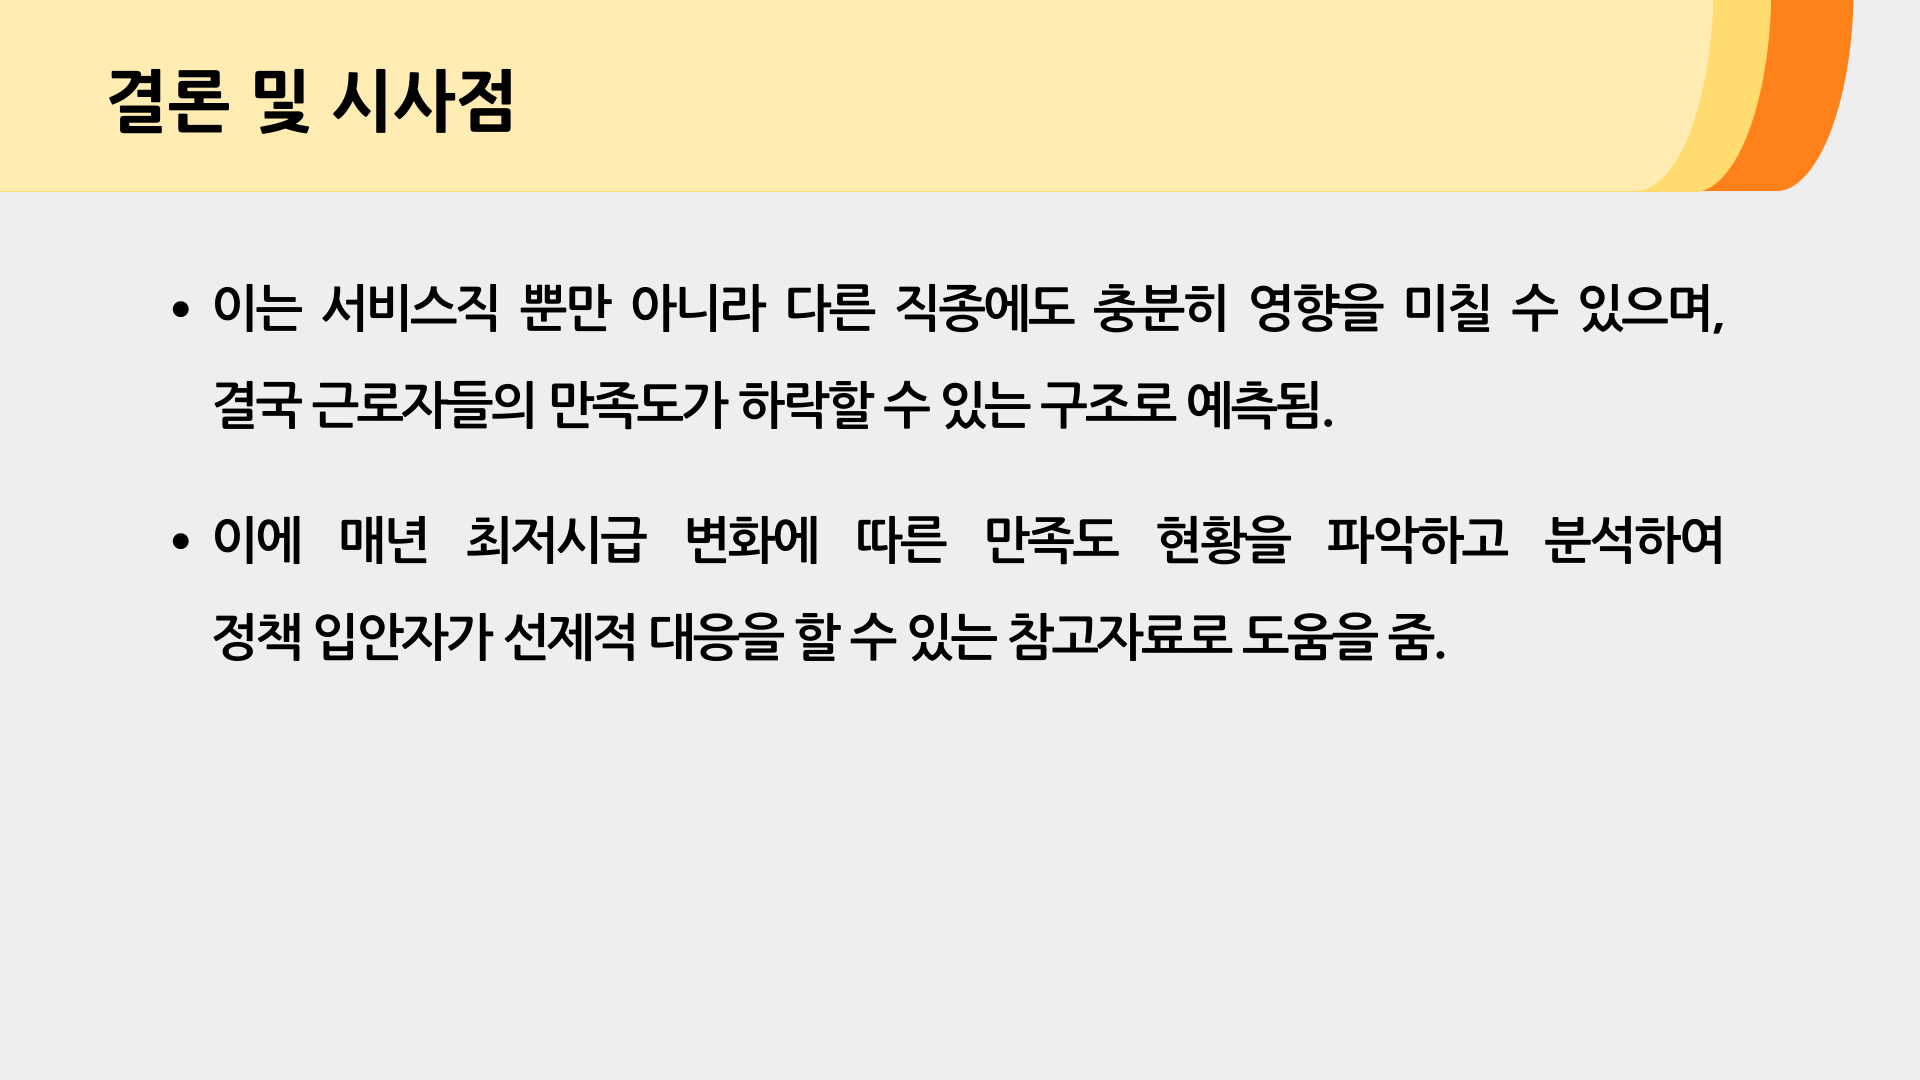 결론 및 시사점
• 이는 서비스직 뿐만 아니라 다른 직종에도 충분히 영향을 미칠 수 있으며,
결국 근로자들의 만족도가 하락할 수 있는 구조로 예측됨.
• 이에 매년 최저시급 변화에 따른 만족도 현황을 파악하고 분석하여
정책 입안자가 선제적 대응을 할 수 있는 참고자료로 도움을 줌.